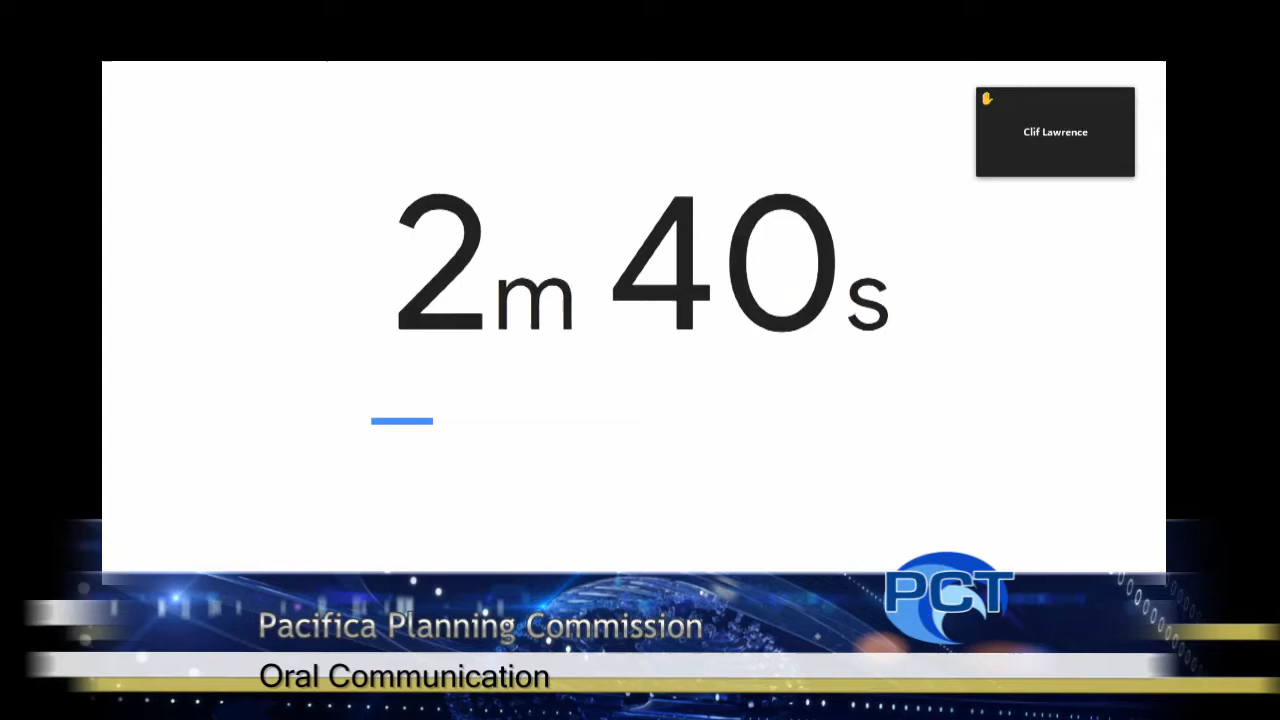 Clif Lawrence
2m 40s
PCT
Pacifica Planning Commission
Oral Communication